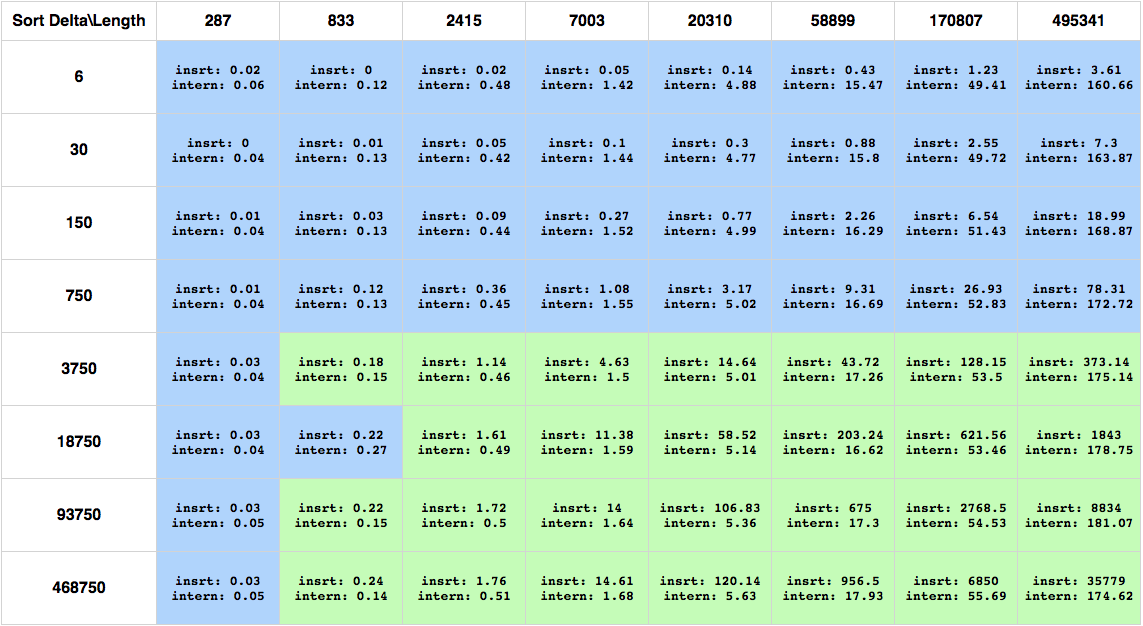 Sort Delta\Length 287 833 2415 7003 20310 58899 170807 495341
insrt: 0.02 insrt: 0 insrt: 0.02 insrt: 0.05 insrt: 0.14 insrt: 0.43 insrt: 1.23 insrt: 3.61
6
intern: 0.06 intern: 0.12 intern: 0.48 intern: 1.42 intern: 4.88 intern: 15.47 intern: 49.41 intern: 160.66
insrt: 0 insrt: 0.01 insrt: 0.05 insrt: 0.1 insrt: 0.3 insrt: 0.88 insrt: 2.55 insrt: 7.3
30
intern: 0.04 intern: 0.13 intern: 0.42 intern: 1.44 intern: 4.77 intern: 15.8 intern: 49.72 intern: 163.87
insrt: 0.01 insrt: 0.03 insrt: 0.09 insrt: 0.27 insrt: 0.77 insrt: 2.26 insrt: 6.54 insrt: 18.99
150
intern: 0.04 intern: 0.13 intern: 0.44 intern: 1.52 intern: 4.99 intern: 16.29 intern: 51.43 intern: 168.87
insrt: 0.01 insrt: 0.12 insrt: 0.36 insrt: 1.08 insrt: 3.17 insrt: 9.31 insrt: 26.93 insrt: 78.31
750
intern: 0.04 intern: 0.13 intern: 0.45 intern: 1.55 intern: 5.02 intern: 16.69 intern: 52.83 intern: 172.72
insrt: 0.03 insrt: 0.18 insrt: 1.14 insrt: 4.63 insrt: 14.64 insrt: 43.72 insrt: 128.15 insrt: 373.14
3750
intern: 0.04 intern: 0.15 intern: 0.46 intern: 1.5 intern: 5.01 intern: 17.26 intern: 53.5 intern: 175.14
insrt: 0.03 insrt: 0.22 insrt: 1.61 insrt: 11.38 insrt: 58.52 insrt: 203.24 insrt: 621.56 insrt: 1843
18750
intern: 0.04 intern: 0.27 intern: 0.49 intern: 1.59 intern: 5.14 intern: 16.62 intern: 53.46 intern: 178.75
insrt: 0.03 insrt: 0.22 insrt: 1.72 insrt: 14 insrt: 106.83 insrt: 675 insrt: 2768.5 insrt: 8834
93750
intern: 0.05 intern: 0.15 intern: 0.5 intern: 1.64 intern: 5.36 intern: 17.3 intern: 54.53 intern: 181.07
insrt: 0.03 insrt: 0.24 insrt: 1.76 insrt: 14.61 insrt: 120.14 insrt: 956.5 insrt: 6850 insrt: 35779
468750
intern: 0.05 intern: 0.14 intern: 0.51 intern: 1.68 intern: 5.63 intern: 17.93 intern: 55.69 intern: 174.62